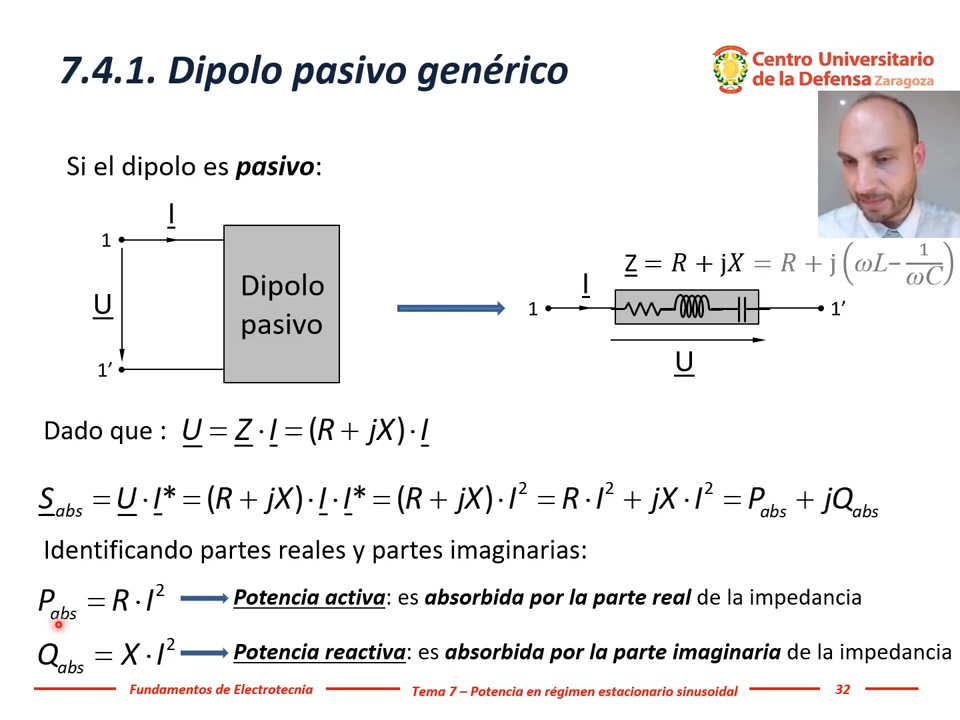 7.4.1. Dipolo pasivo genérico
Centro Universitario
de la Defensa Zaragoza
Si el dipolo es pasivo:
I
1
U
1'
Dipolo
pasivo
Z = R + jX = R + j(ωL–1/ωC)
I
1
1'
U
Dado que : U = Z · I = (R + jX) · I
S_abs = U · I* = (R + jX) · I · I* = (R + jX) · I² = R · I² + jX · I² = P_abs + jQ_abs
Identificando partes reales y partes imaginarias:
P_abs = R · I² Potencia activa: es absorbida por la parte real de la impedancia
Q_abs = X · I² Potencia reactiva: es absorbida por la parte imaginaria de la impedancia
Fundamentos de Electrotecnia Tema 7 – Potencia en régimen estacionario sinusoidal 32